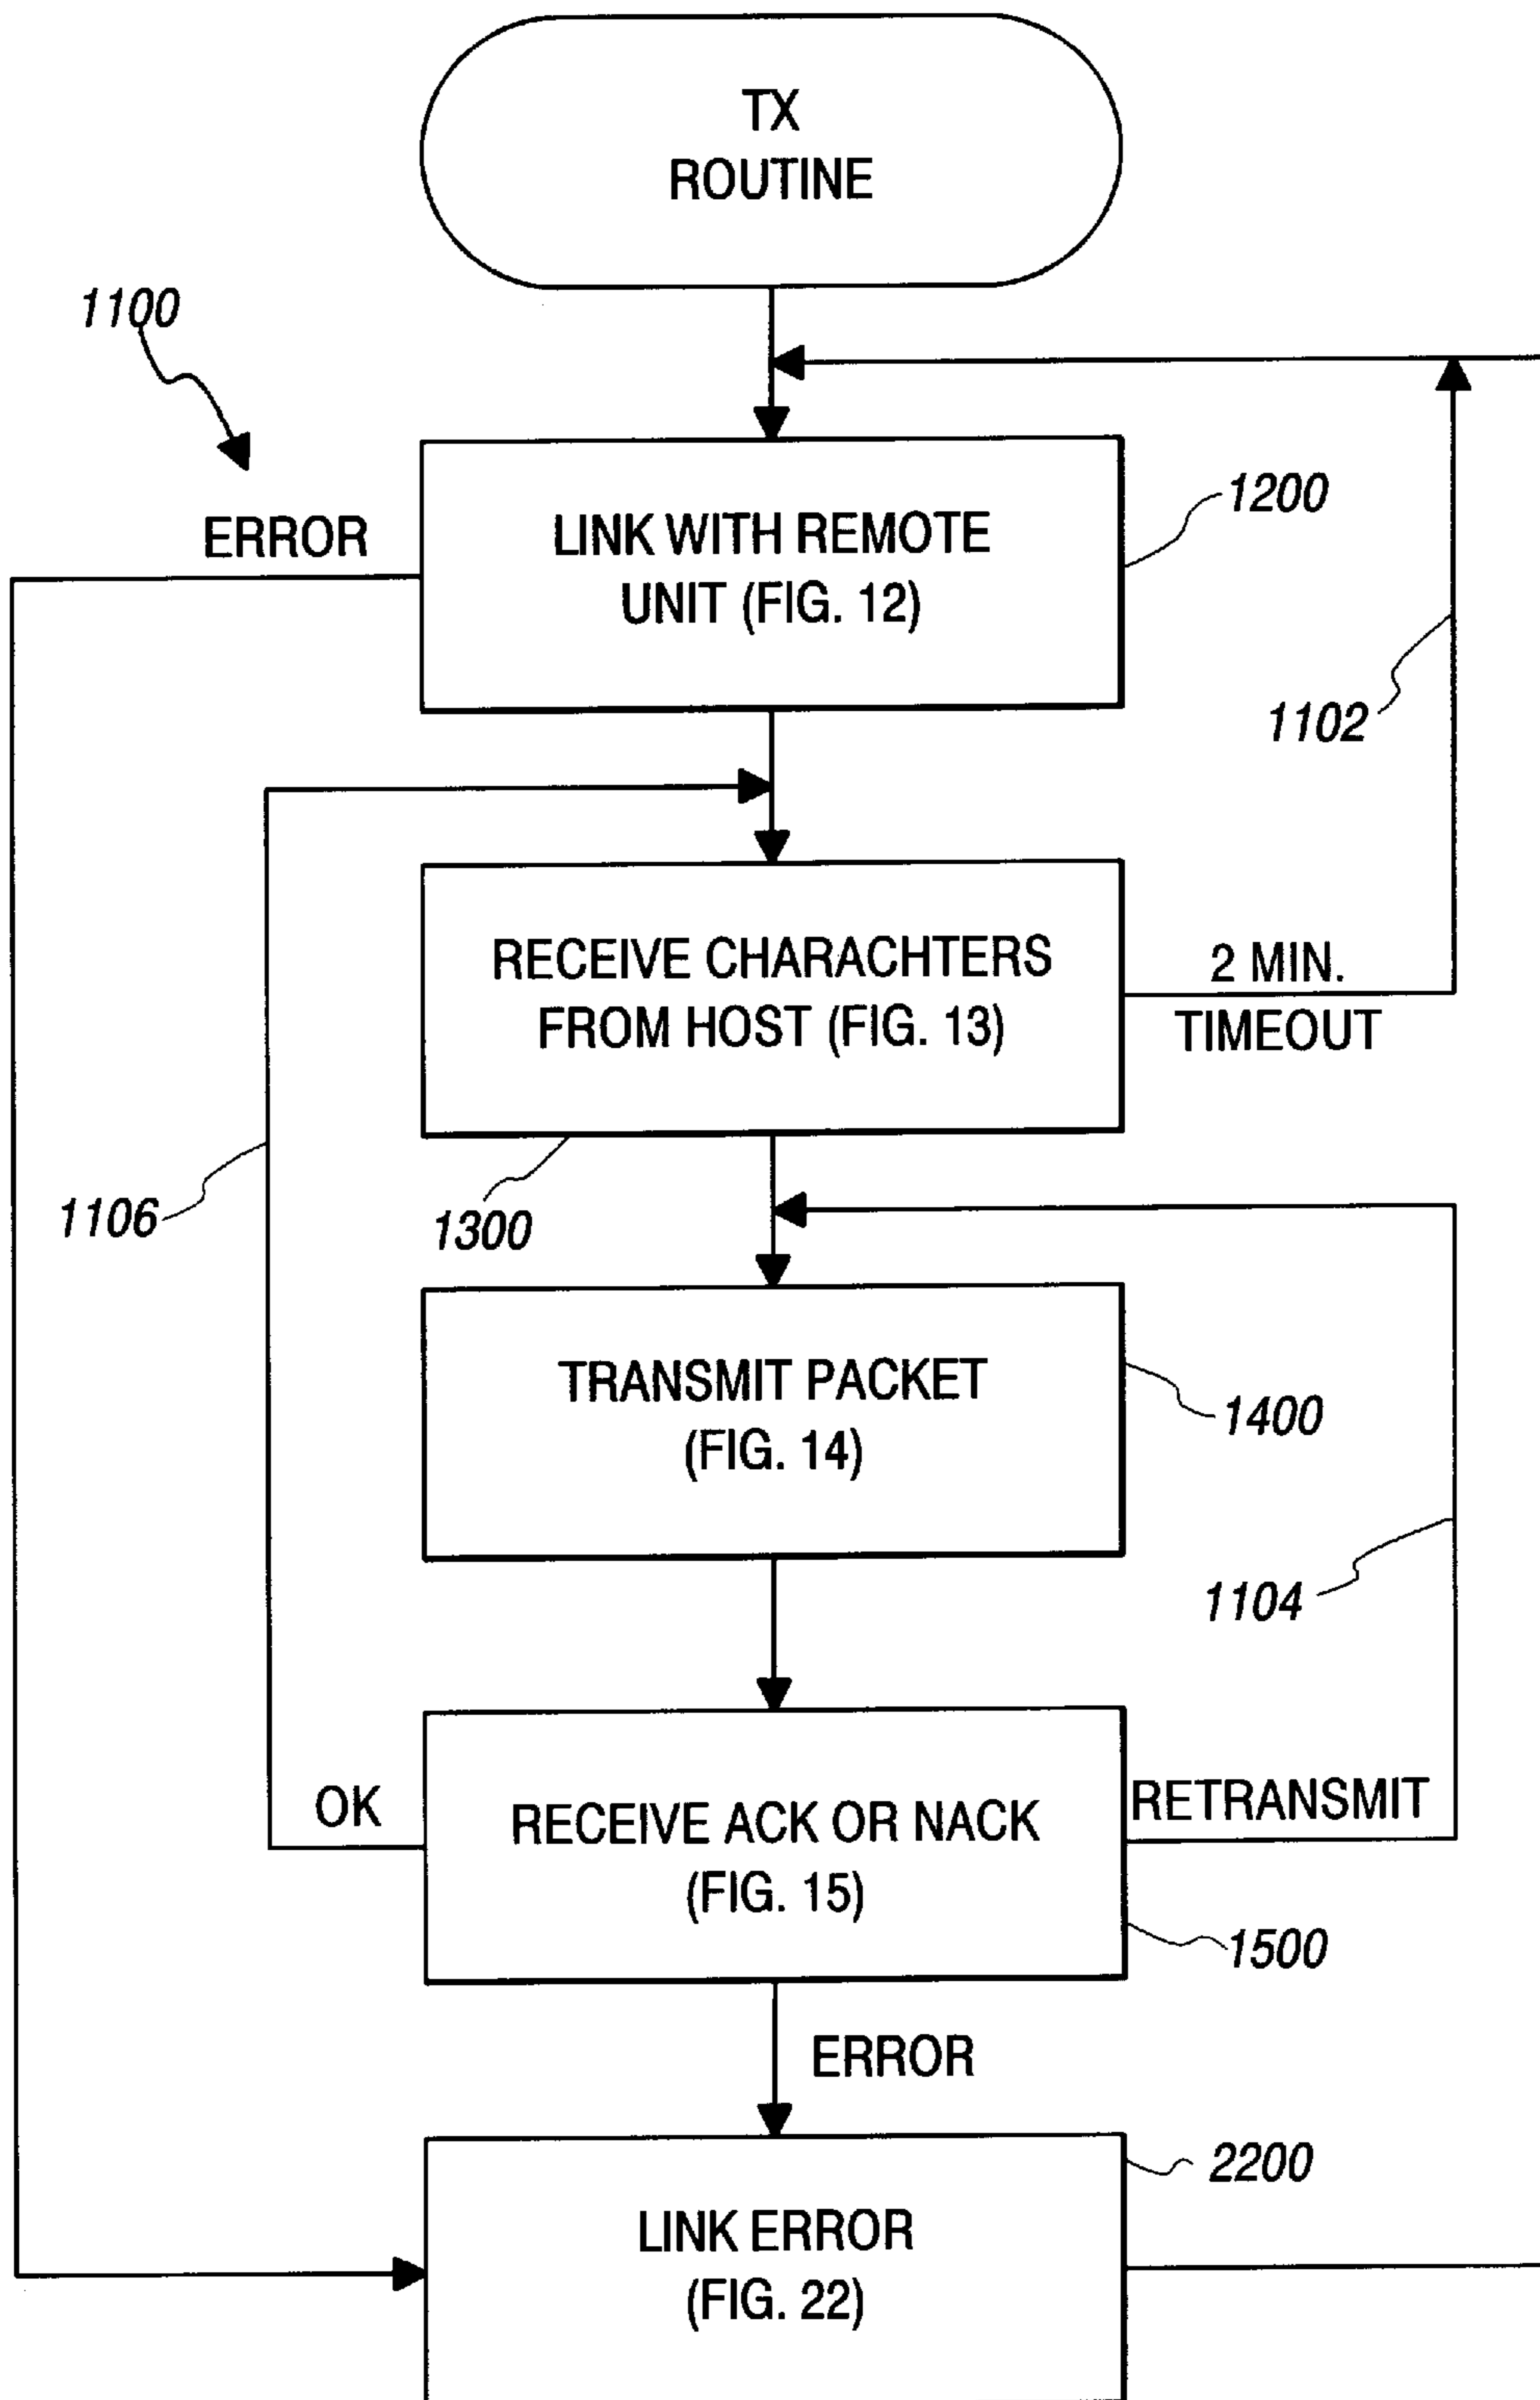 TX
ROUTINE
1100
ERROR
LINK WITH REMOTE
UNIT (FIG. 12)
1200
1102
RECEIVE CHARACHTERS
FROM HOST (FIG. 13)
2 MIN.
TIMEOUT
1106
1300
TRANSMIT PACKET
(FIG. 14)
1400
1104
OK
RECEIVE ACK OR NACK
(FIG. 15)
RETRANSMIT
1500
ERROR
2200
LINK ERROR
(FIG. 22)